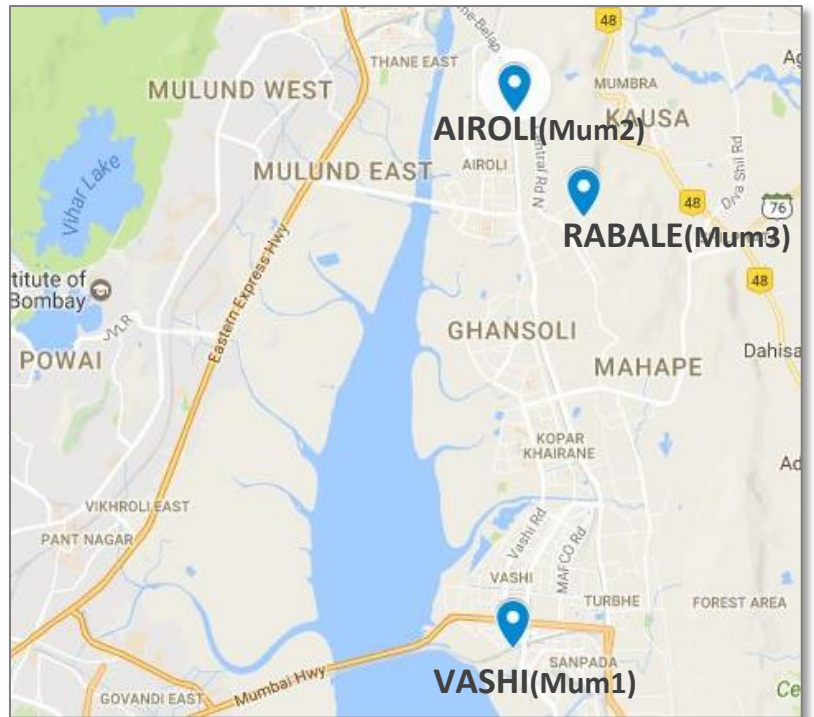 48
THANE EAST
MULUND WEST
MUMBRA
AIROLI(Mum2)
KAUSA
Vihar Lake
AIROLI
MULUND EAST
48
76
RABALE(Mum3)
Eastern Express Hwy
48
titute of
Bombay
JVLR
GHANSOLI
POWAI
MAHAPE
Dahisa
KOPAR
KHAIRANE
Ad
VIKHROLI EAST
PANT NAGAR
Vashi Rd
MAFCO Rd
VASHI
TURBHE
FOREST AREA
SANPADA
VASHI(Mum1)
Mumbai Hwy
GOVANDI EAST
Ce